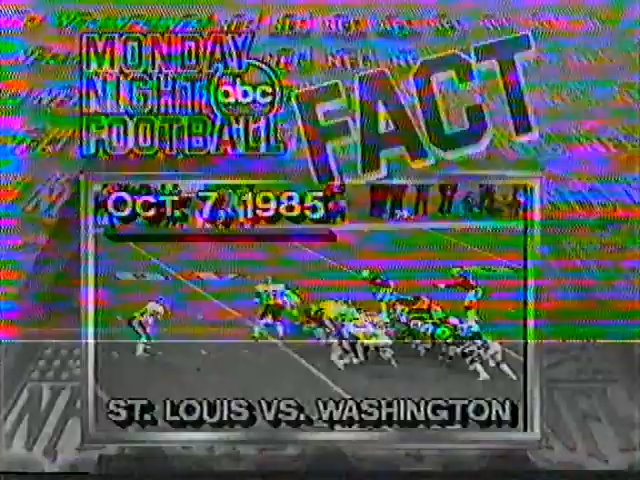 MONDAY
NIGHT abc
FOOTBALL
FACT
OCT. 7, 1985
ST. LOUIS VS. WASHINGTON